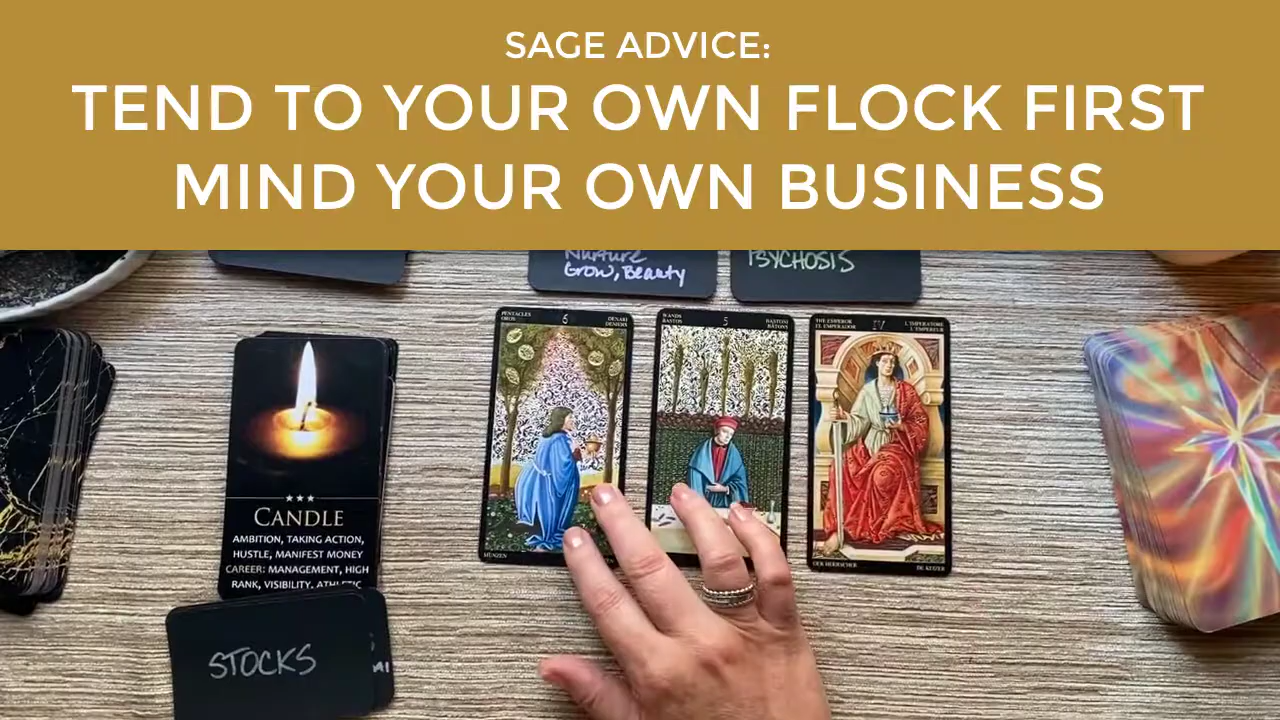 SAGE ADVICE:
TEND TO YOUR OWN FLOCK FIRST
MIND YOUR OWN BUSINESS
Nurture
Grow, Beauty
PSYCHOSIS
PENTACLES
OROS
6
DENARI
DENIERS
WANDS
BASTOS
5
BASTONI
BÂTONS
THE EMPEROR
EL EMPERADOR
IV
L'IMPERATORE
L'EMPEREUR
MÜNZEN
DER HERRSCHER
DE KEIZER
★★★
CANDLE
AMBITION, TAKING ACTION,
HUSTLE, MANIFEST MONEY
CAREER: MANAGEMENT, HIGH
RANK, VISIBILITY, ATHLETIC
STOCKS